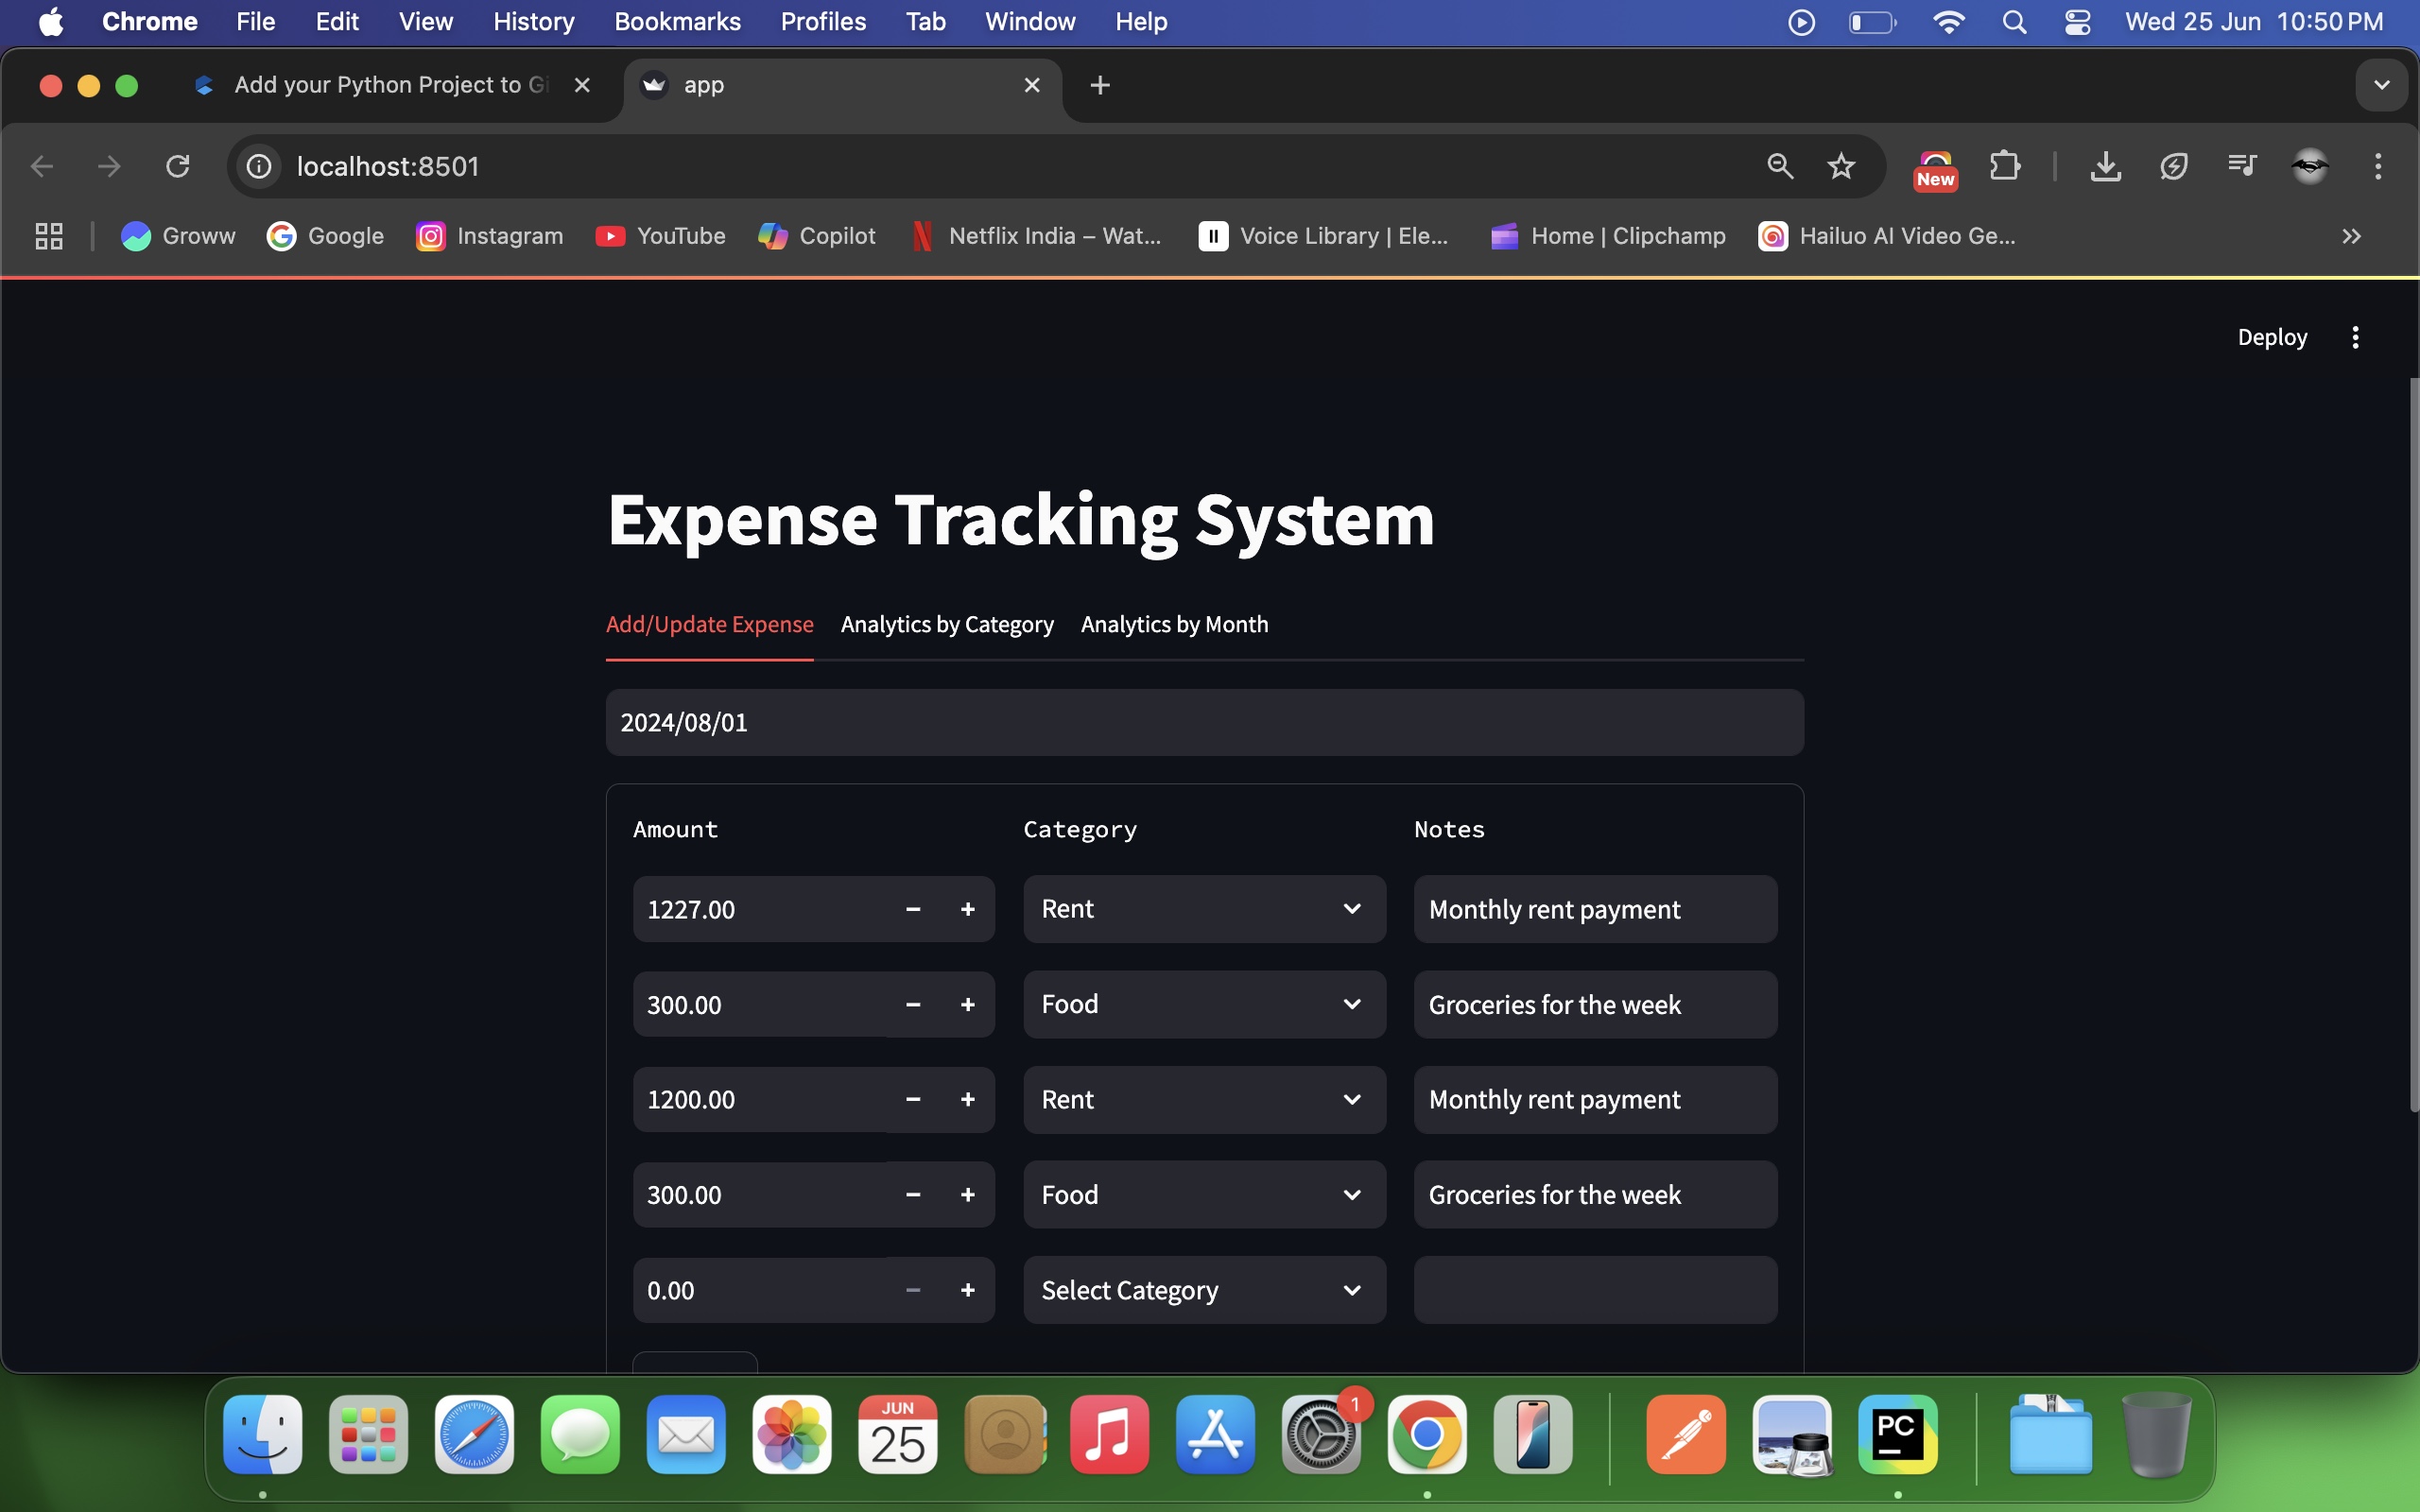 Chrome File Edit View History Bookmarks Profiles Tab Window Help Wed 25 Jun 10:50 PM
Add your Python Project to Gi app
localhost:8501 New
Groww Google Instagram YouTube Copilot Netflix India – Wat... Voice Library | Ele... Home | Clipchamp Hailuo AI Video Ge...
Deploy
Expense Tracking System
Add/Update Expense Analytics by Category Analytics by Month
2024/08/01
Amount Category Notes
1227.00 Rent Monthly rent payment
300.00 Food Groceries for the week
1200.00 Rent Monthly rent payment
300.00 Food Groceries for the week
0.00 Select Category
JUN 1
25 PC